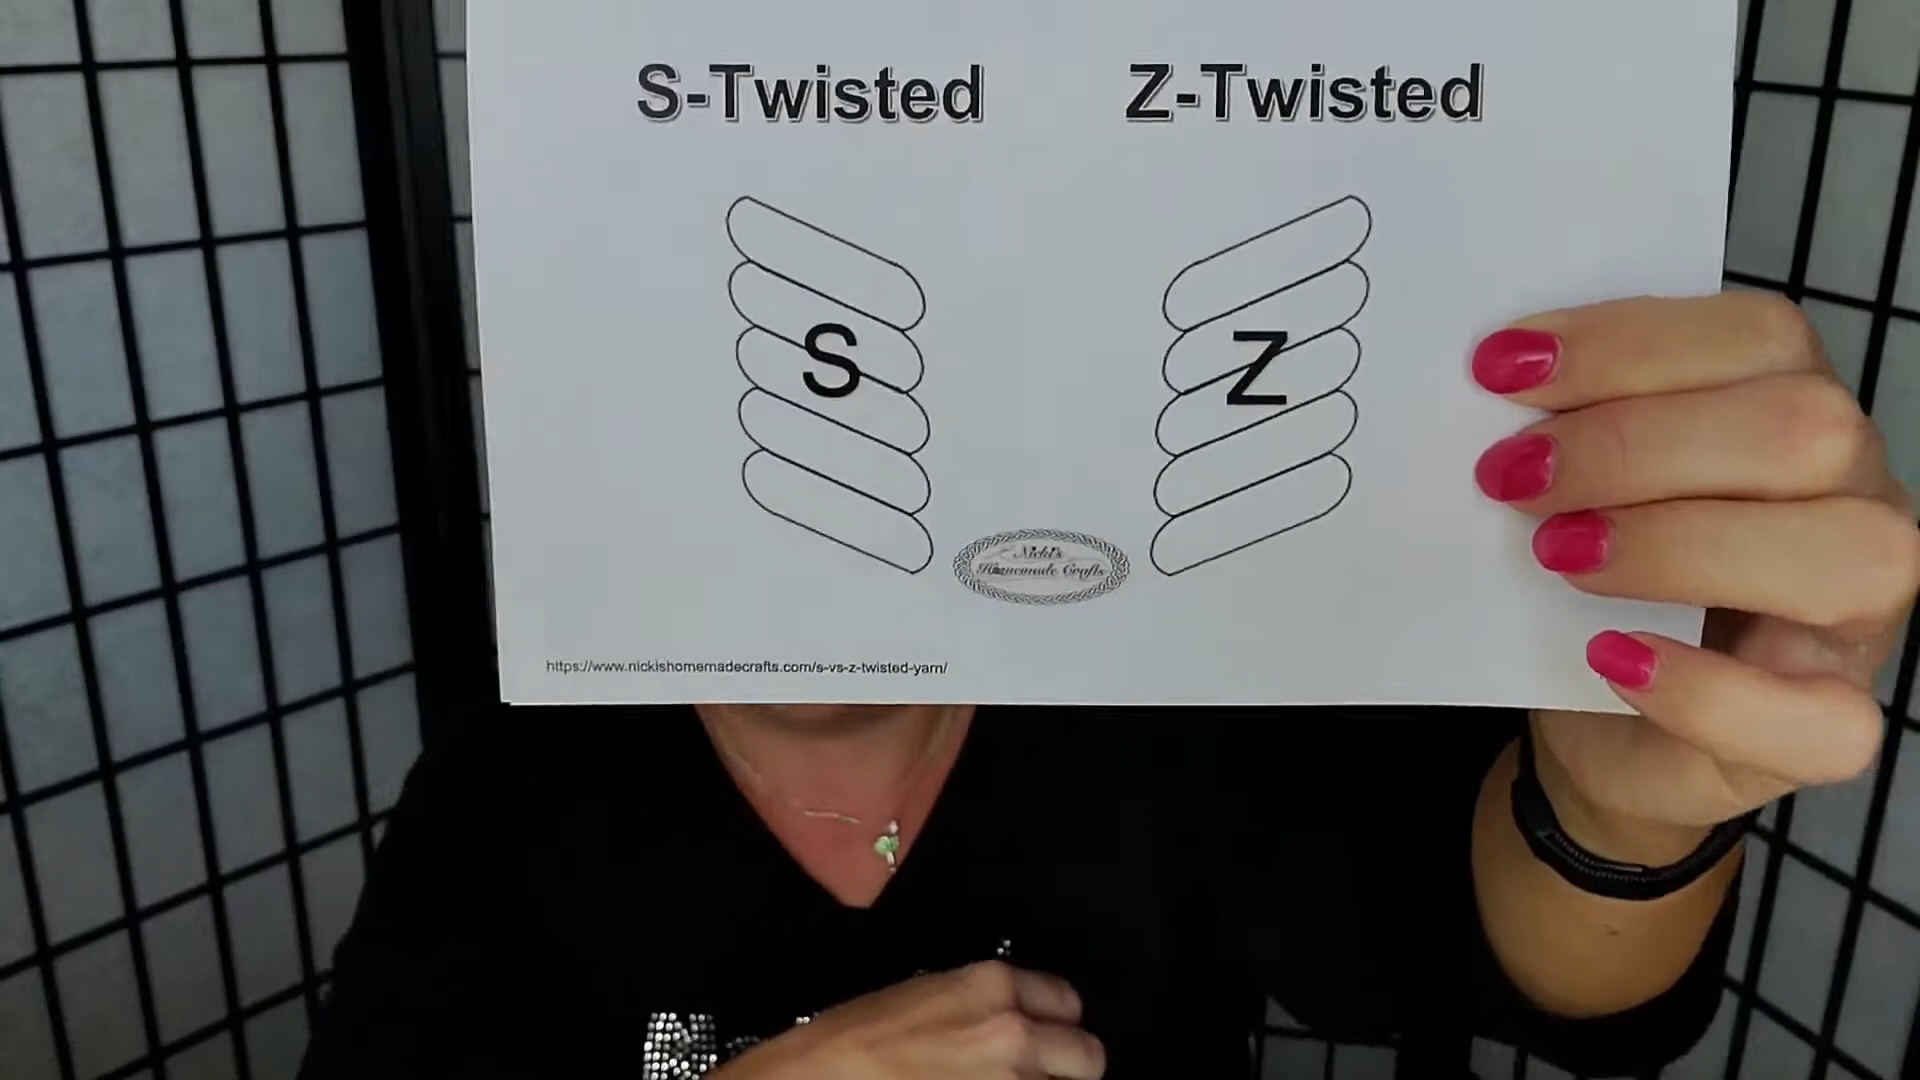 S-Twisted
Z-Twisted
S
Z
Nicki's
Homemade Crafts
https://www.nickishomemadecrafts.com/s-vs-z-twisted-yarn/